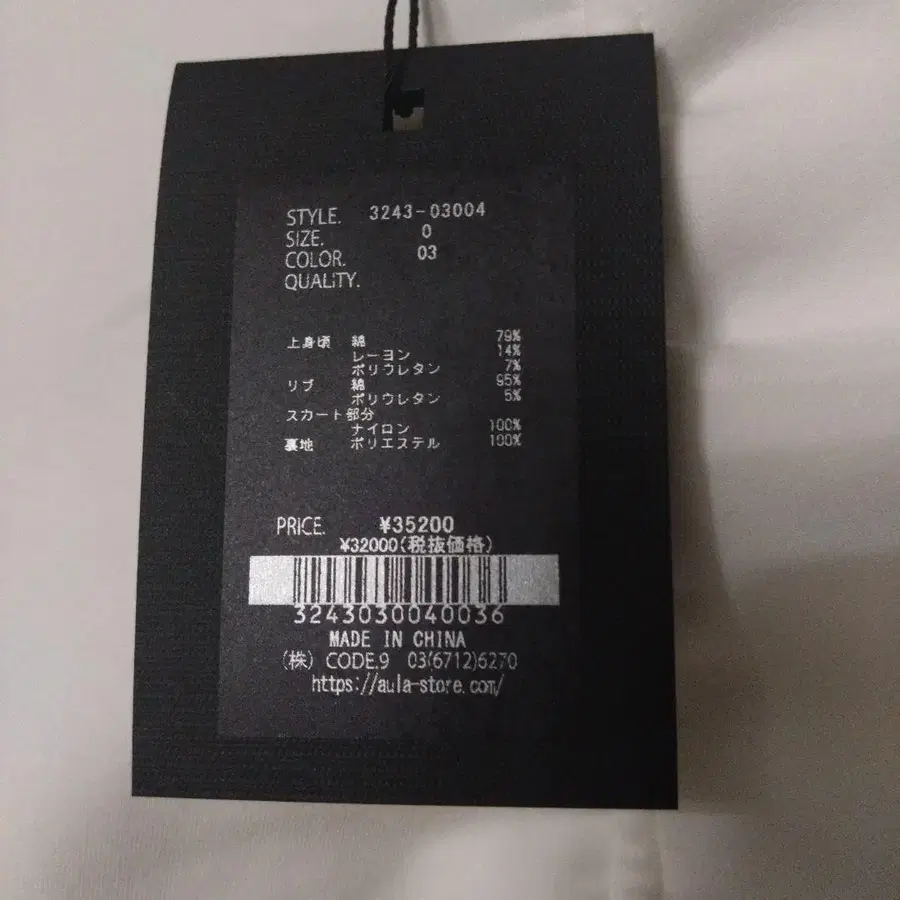 STYLE. 3243-03004
SIZE. 0
COLOR. 03
QUALITY.
上身頃 綿 79%
レーヨン 14%
ポリウレタン 7%
リブ 綿 95%
ポリウレタン 5%
スカート部分
ナイロン 100%
裏地 ポリエステル 100%
PRICE. ¥35200
¥32000(税抜価格)
3243030040036
MADE IN CHINA
(株) CODE.9 03(6712)6270
https://aula-store.com/